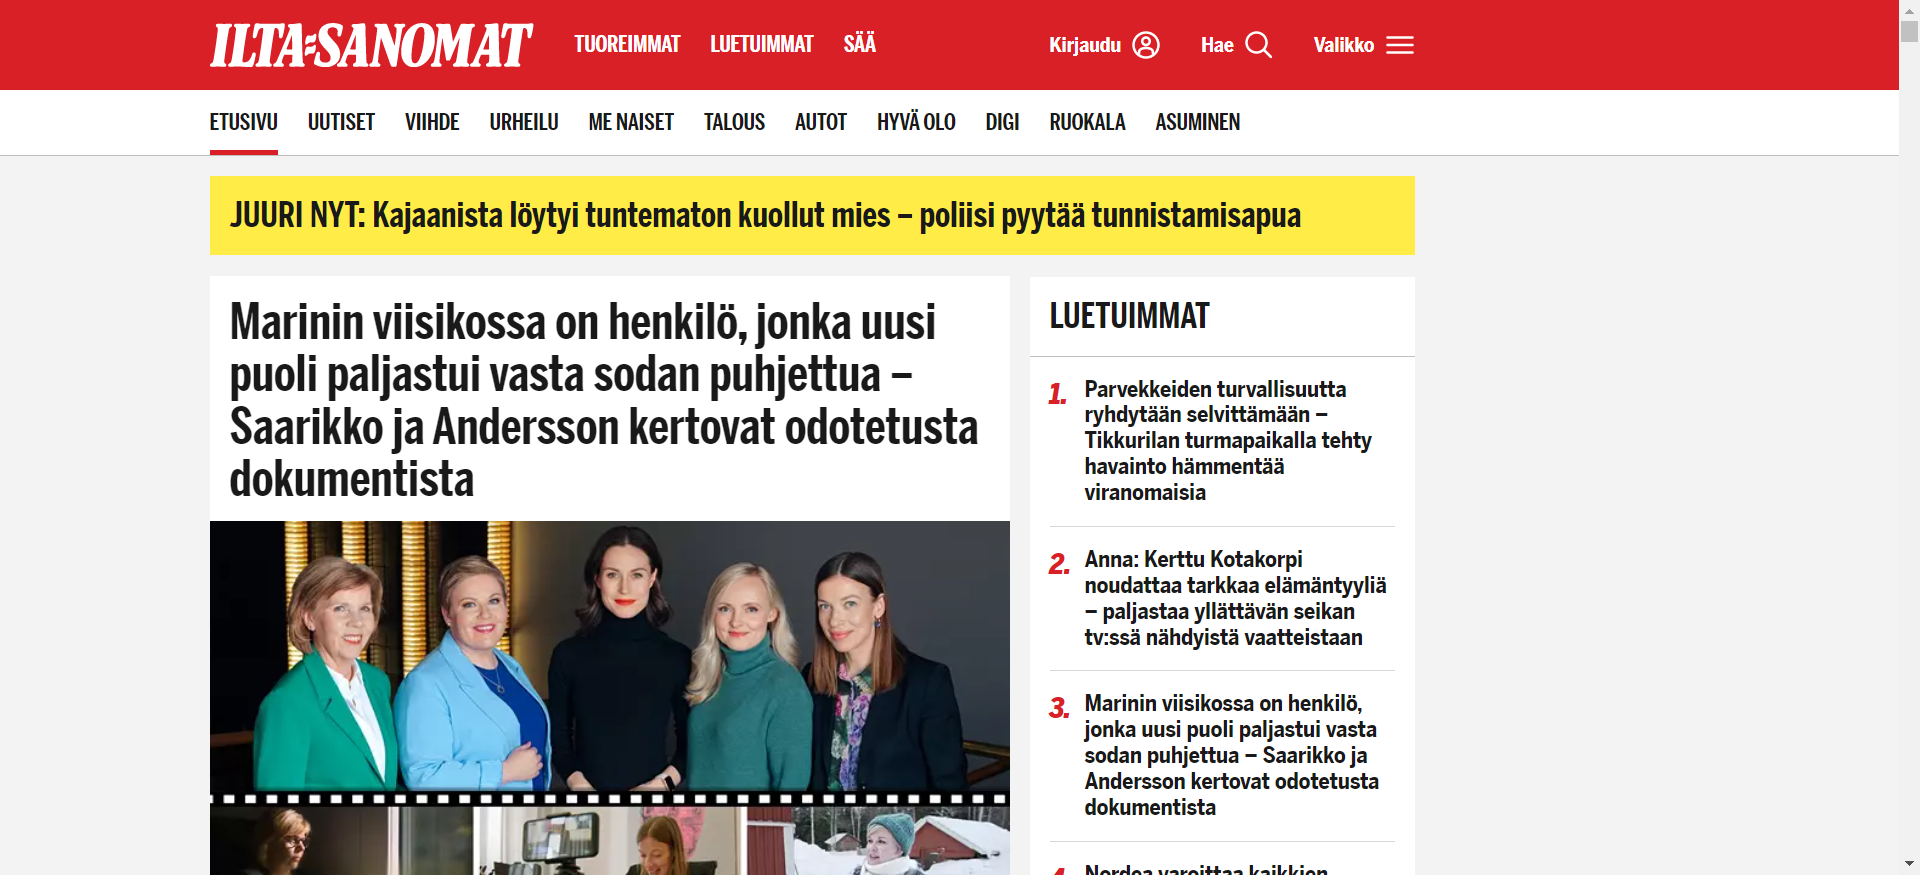 ILTA-SANOMAT
TUOREIMMAT LUETUIMMAT SÄÄ
Kirjaudu Hae Valikko
ETUSIVU UUTISET VIIHDE URHEILU ME NAISET TALOUS AUTOT HYVÄ OLO DIGI RUOKALA ASUMINEN
JUURI NYT: Kajaanista löytyi tuntematon kuollut mies – poliisi pyytää tunnistamisapua
Marinin viisikossa on henkilö, jonka uusi
puoli paljastui vasta sodan puhjettua –
Saarikko ja Andersson kertovat odotetusta
dokumentista
LUETUIMMAT
1. Parvekkeiden turvallisuutta
ryhdytään selvittämään –
Tikkurilan turmapaikalla tehty
havainto hämmentää
viranomaisia
2. Anna: Kerttu Kotakorpi
noudattaa tarkkaa elämäntyyliä
– paljastaa yllättävän seikan
tv:ssä nähdyistä vaatteistaan
3. Marinin viisikossa on henkilö,
jonka uusi puoli paljastui vasta
sodan puhjettua – Saarikko ja
Andersson kertovat odotetusta
dokumentista
4. Nordea varoittaa kaikkien